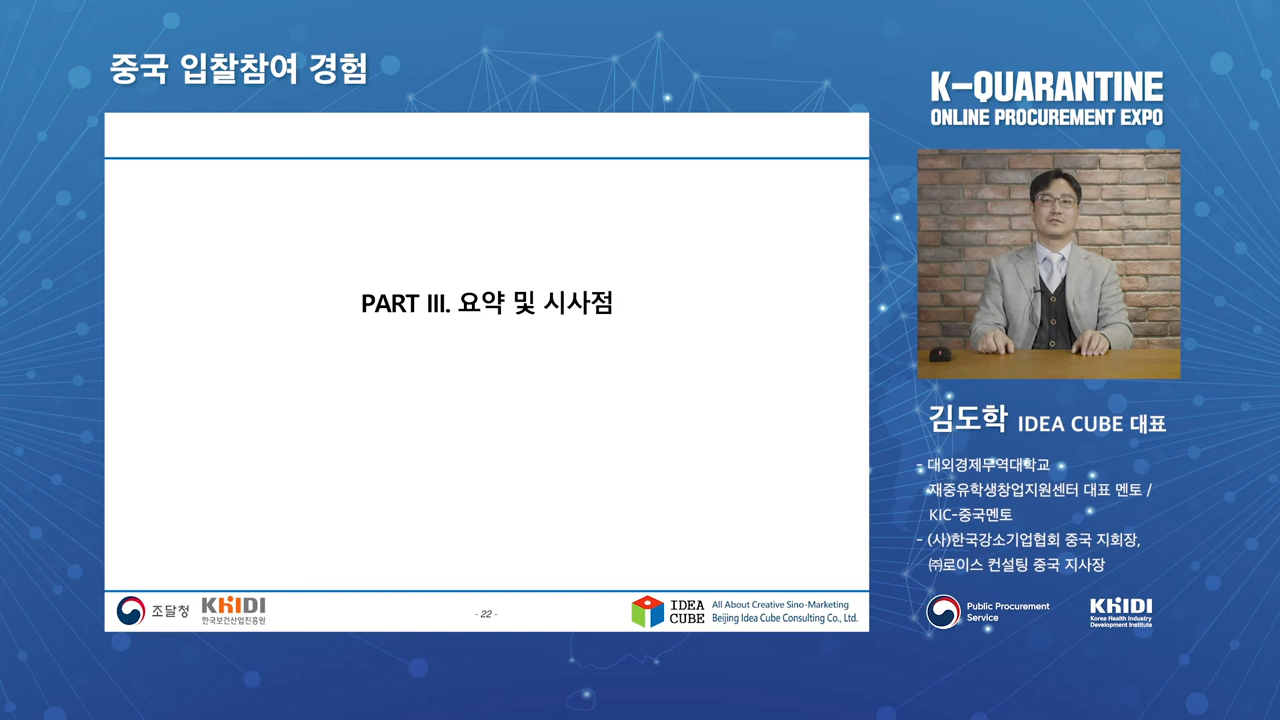 중국 입찰참여 경험
K-QUARANTINE
ONLINE PROCUREMENT EXPO
PART III. 요약 및 시사점
김도학 IDEA CUBE 대표
- 대외경제무역대학교
재중유학생창업지원센터 대표 멘토 /
KIC-중국멘토
- (사)한국강소기업협회 중국 지회장,
㈜로이스 컨설팅 중국 지사장
조달청
KHIDI
한국보건산업진흥원
- 22 -
IDEA
CUBE
All About Creative Sino-Marketing
Beijing Idea Cube Consulting Co., Ltd.
Public Procurement
Service
KHIDI
Korea Health Industry
Development Institute